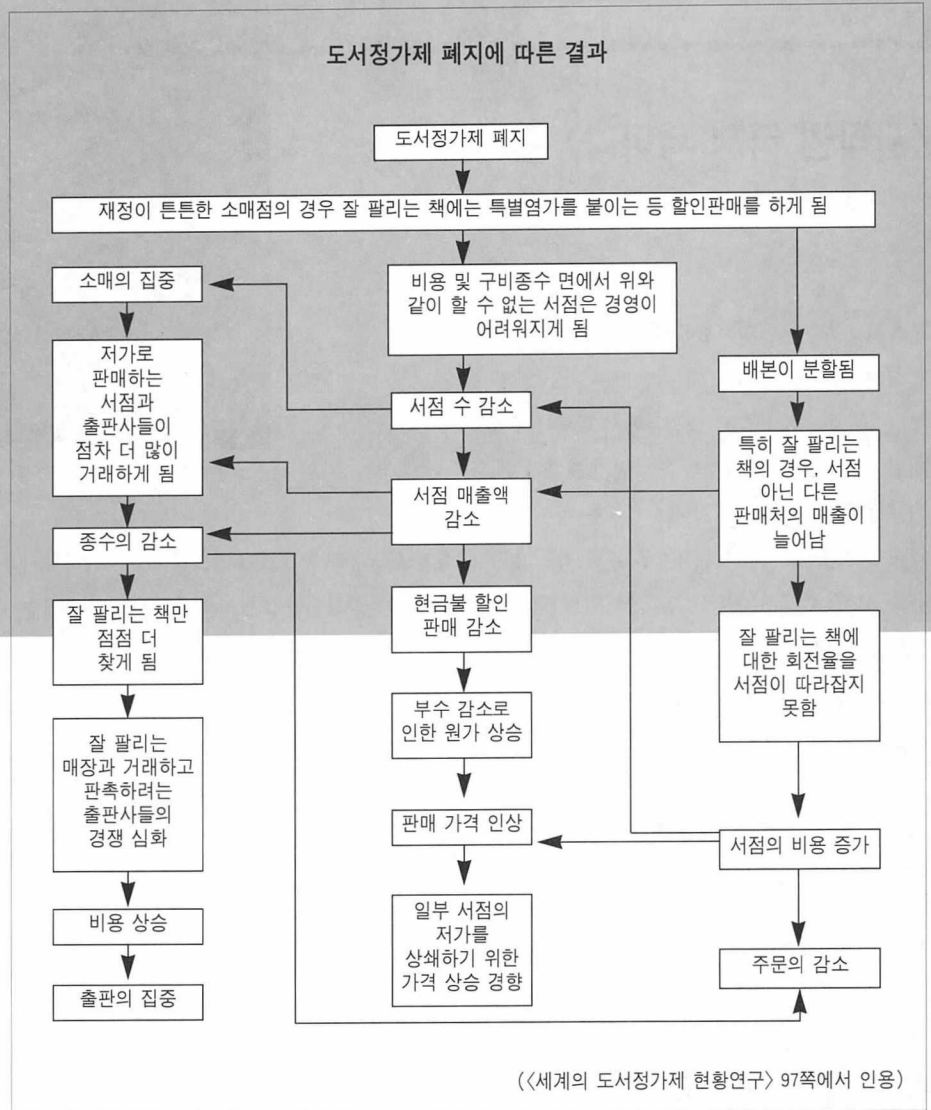 도서정가제 폐지에 따른 결과
도서정가제 폐지
재정이 튼튼한 소매점의 경우 잘 팔리는 책에는 특별염가를 붙이는 등 할인판매를 하게 됨
소매의 집중
저가로
판매하는
서점과
출판사들이
점차 더 많이
거래하게 됨
종수의 감소
잘 팔리는 책만
점점 더
찾게 됨
잘 팔리는
매장과 거래하고
판촉하려는
출판사들의
경쟁 심화
비용 상승
출판의 집중
비용 및 구비종수 면에서 위와
같이 할 수 없는 서점은 경영이
어려워지게 됨
서점 수 감소
서점 매출액
감소
현금불 할인
판매 감소
부수 감소로
인한 원가 상승
판매 가격 인상
일부 서점의
저가를
상쇄하기 위한
가격 상승 경향
배본이 분할됨
특히 잘 팔리는
책의 경우, 서점
아닌 다른
판매처의 매출이
늘어남
잘 팔리는 책에
대한 회전율을
서점이 따라잡지
못함
서점의 비용 증가
주문의 감소
(〈세계의 도서정가제 현황연구〉 97쪽에서 인용)